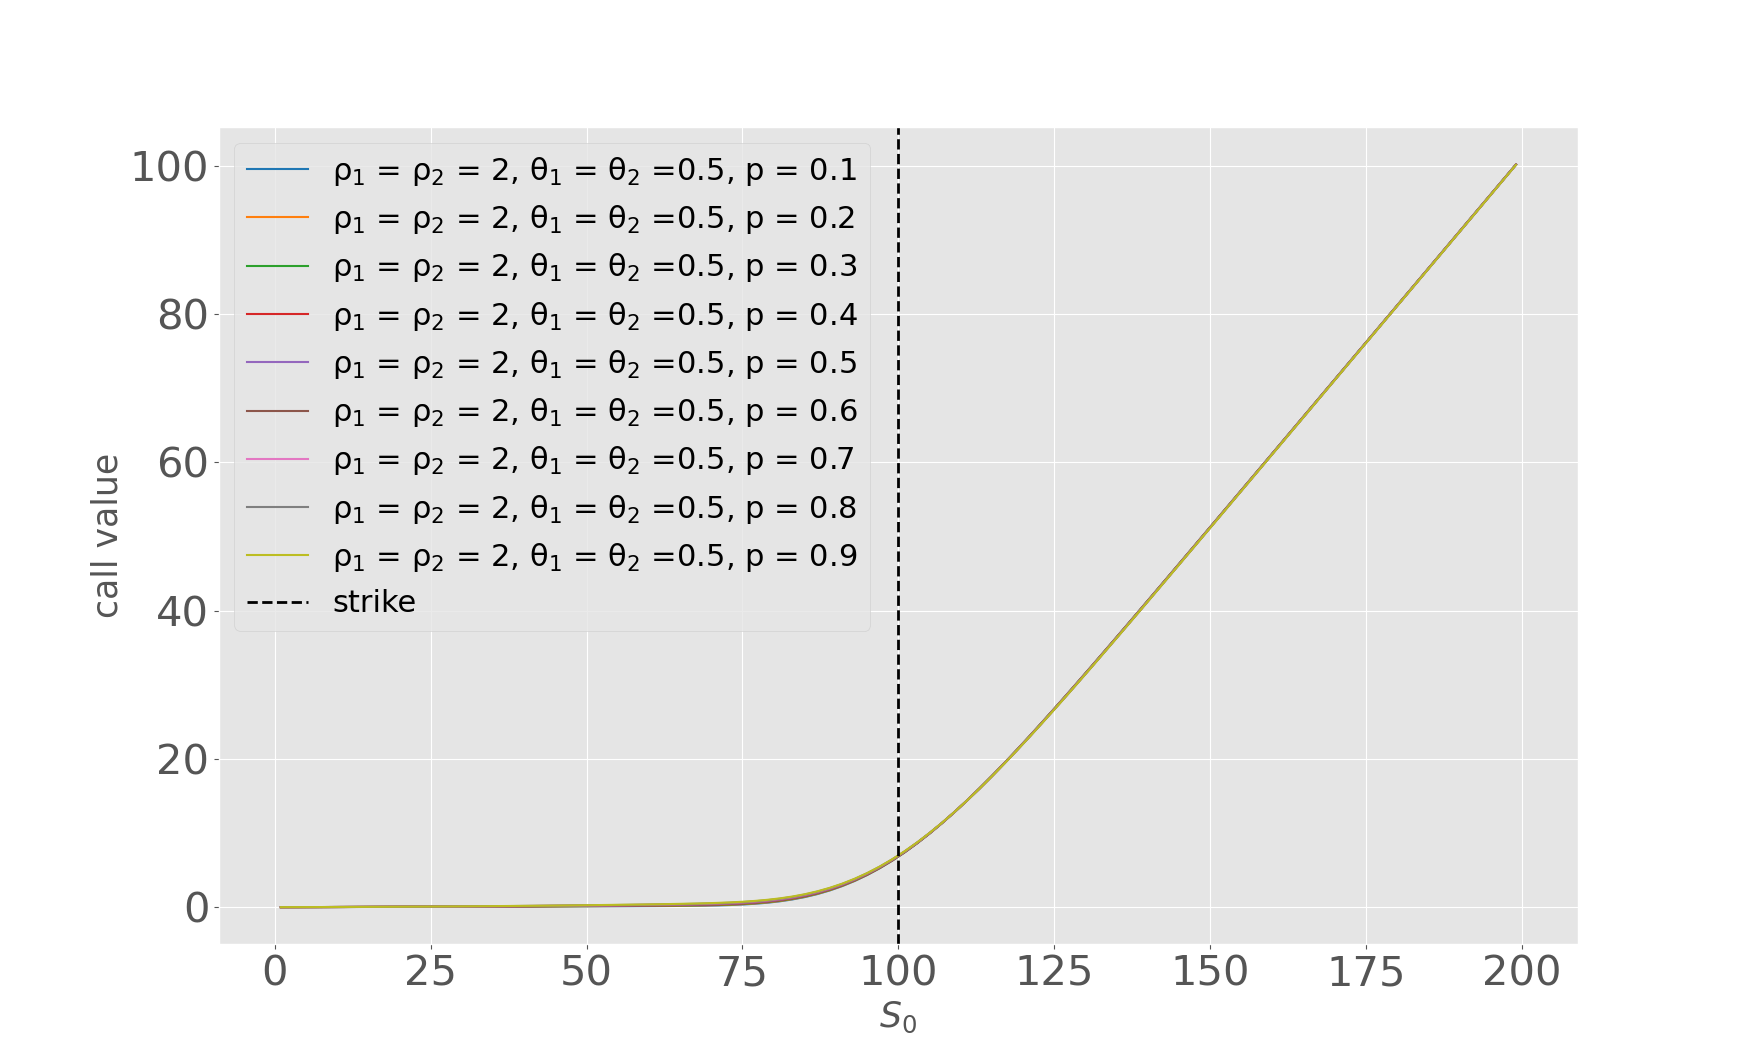 100
80
60
40
20
0
call value
ρ₁ = ρ₂ = 2, θ₁ = θ₂ =0.5, p = 0.1
ρ₁ = ρ₂ = 2, θ₁ = θ₂ =0.5, p = 0.2
ρ₁ = ρ₂ = 2, θ₁ = θ₂ =0.5, p = 0.3
ρ₁ = ρ₂ = 2, θ₁ = θ₂ =0.5, p = 0.4
ρ₁ = ρ₂ = 2, θ₁ = θ₂ =0.5, p = 0.5
ρ₁ = ρ₂ = 2, θ₁ = θ₂ =0.5, p = 0.6
ρ₁ = ρ₂ = 2, θ₁ = θ₂ =0.5, p = 0.7
ρ₁ = ρ₂ = 2, θ₁ = θ₂ =0.5, p = 0.8
ρ₁ = ρ₂ = 2, θ₁ = θ₂ =0.5, p = 0.9
strike
0 25 50 75 100 125 150 175 200
S₀